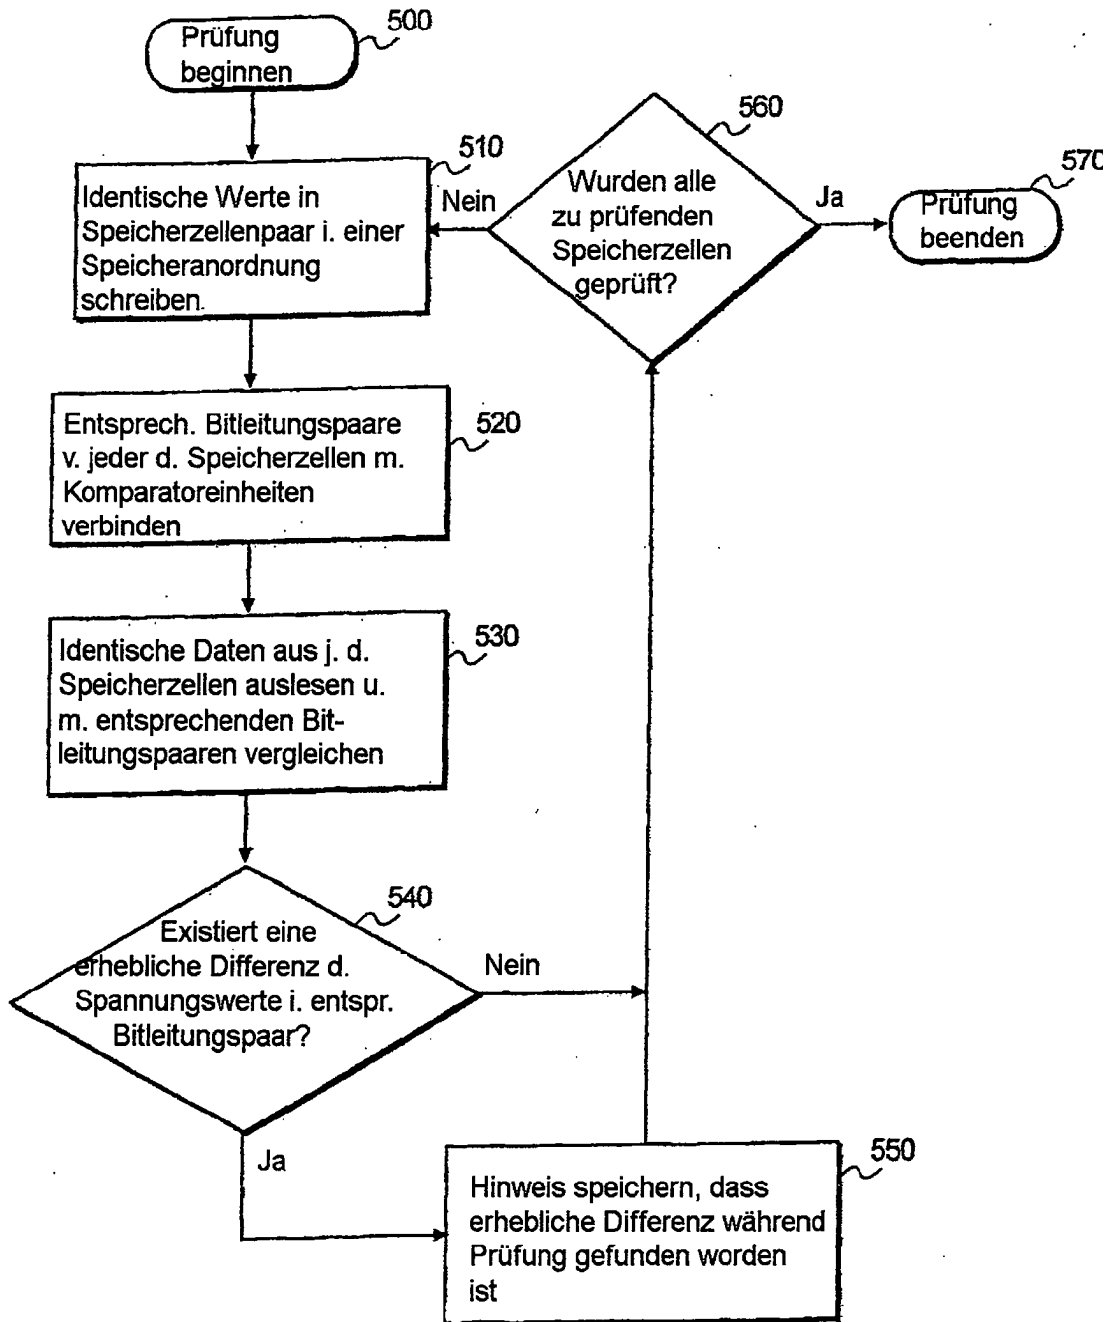 Prüfung
beginnen
500
510
Identische Werte in
Speicherzellenpaar i. einer
Speicheranordnung
schreiben.
Nein
560
Wurden alle
zu prüfenden
Speicherzellen
geprüft?
Ja
570
Prüfung
beenden
Entsprech. Bitleitungspaare
v. jeder d. Speicherzellen m.
Komparatoreinheiten
verbinden
520
Identische Daten aus j. d.
Speicherzellen auslesen u.
m. entsprechenden Bit-
leitungspaaren vergleichen
530
540
Existiert eine
erhebliche Differenz d.
Spannungswerte i. entspr.
Bitleitungspaar?
Nein
Ja
550
Hinweis speichern, dass
erhebliche Differenz während
Prüfung gefunden worden
ist